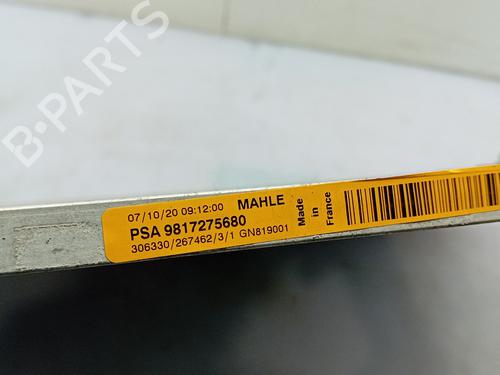 B-PARTS
07/10/20 09:12:00 MAHLE
PSA 9817275680
306330/267462/3/1 GN819001
Made
in
France